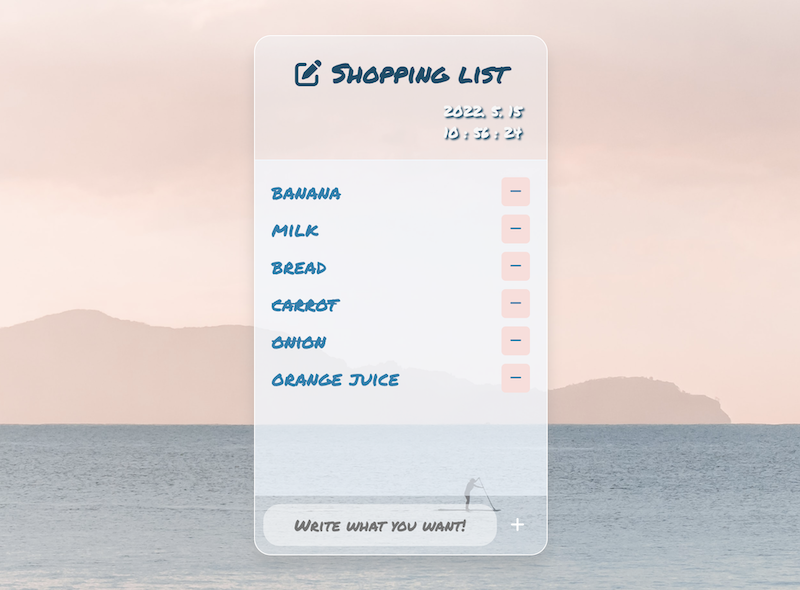 Shopping list
2022. 5. 15
10 : 56 : 24
BANANA
MILK
BREAD
CARROT
ONION
ORANGE JUICE
Write what you want!